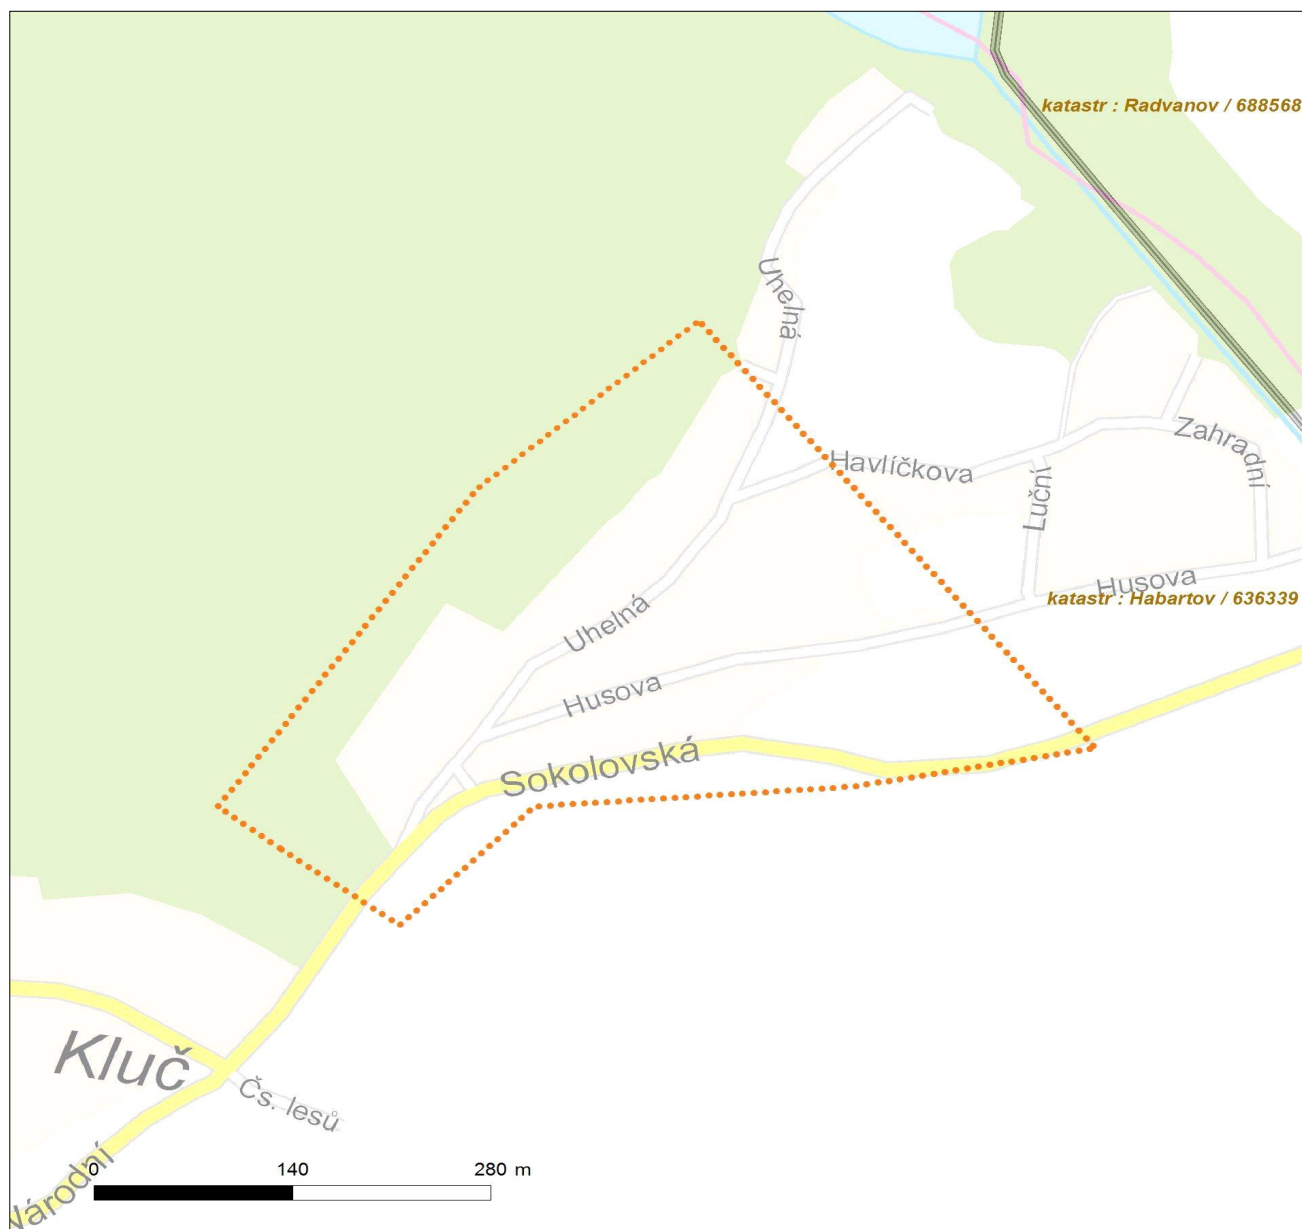 katastr : Radvanov / 688568
Uhelná
Zahradní
Havlíčkova
Luční
Husova
katastr : Habartov / 636339
Uhelná
Husova
Sokolovská
Kluč
Čs. lesů
Národní
0 140 280 m